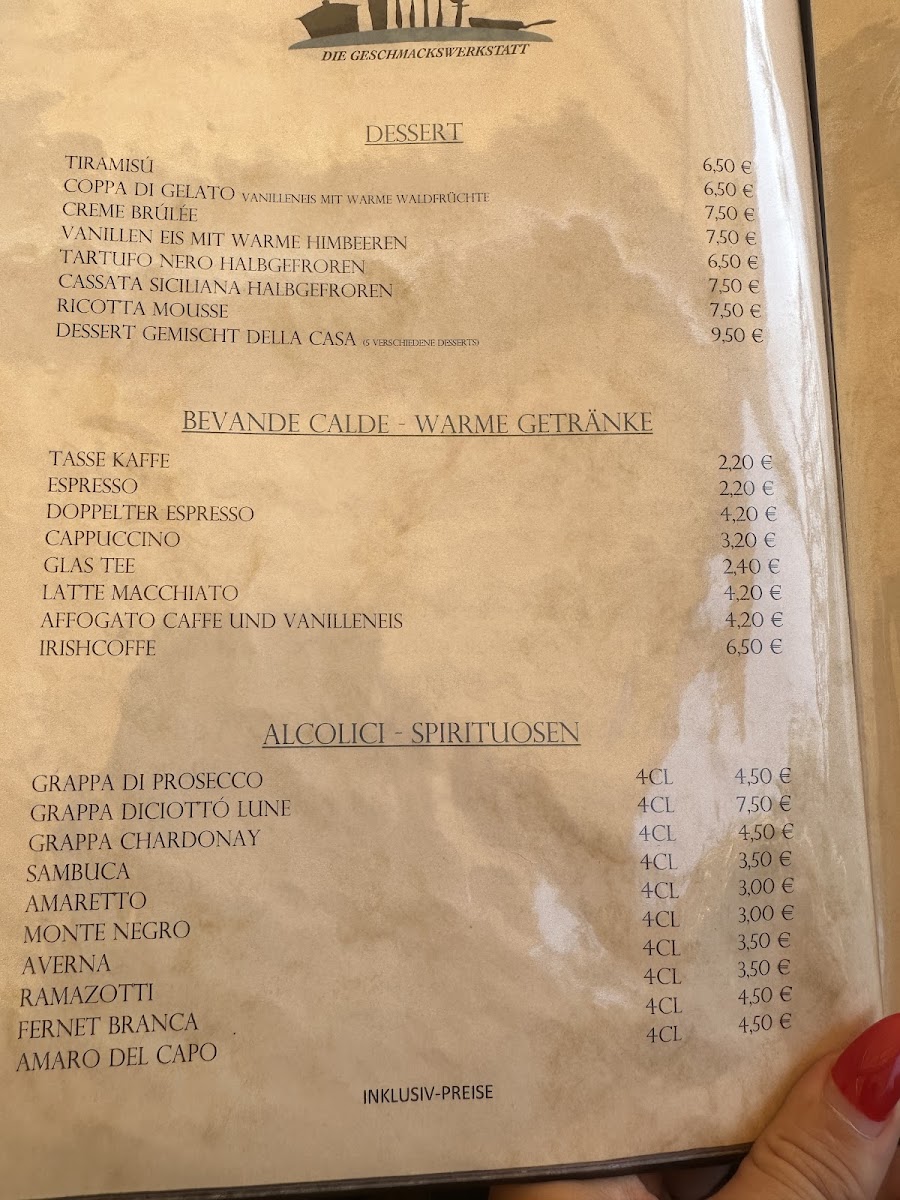 DIE GESCHMACKSWERKSTATT
DESSERT
TIRAMISÚ 6,50 €
COPPA DI GELATO VANILLENEIS MIT WARME WALDFRÜCHTE 6,50 €
CREME BRÚLÉE 7,50 €
VANILLEN EIS MIT WARME HIMBEEREN 7,50 €
TARTUFO NERO HALBGEFROREN 6,50 €
CASSATA SICILIANA HALBGEFROREN 7,50 €
RICOTTA MOUSSE 7,50 €
DESSERT GEMISCHT DELLA CASA (5 VERSCHIEDENE DESSERTS) 9,50 €
BEVANDE CALDE - WARME GETRÄNKE
TASSE KAFFE 2,20 €
ESPRESSO 2,20 €
DOPPELTER ESPRESSO 4,20 €
CAPPUCCINO 3,20 €
GLAS TEE 2,40 €
LATTE MACCHIATO 4,20 €
AFFOGATO CAFFE UND VANILLENEIS 4,20 €
IRISHCOFFE 6,50 €
ALCOLICI - SPIRITUOSEN
GRAPPA DI PROSECCO 4CL 4,50 €
GRAPPA DICIOTTÓ LUNE 4CL 7,50 €
GRAPPA CHARDONAY 4CL 4,50 €
SAMBUCA 4CL 3,50 €
AMARETTO 4CL 3,00 €
MONTE NEGRO 4CL 3,00 €
AVERNA 4CL 3,50 €
RAMAZOTTI 4CL 3,50 €
FERNET BRANCA 4CL 4,50 €
AMARO DEL CAPO 4CL 4,50 €
INKLUSIV-PREISE